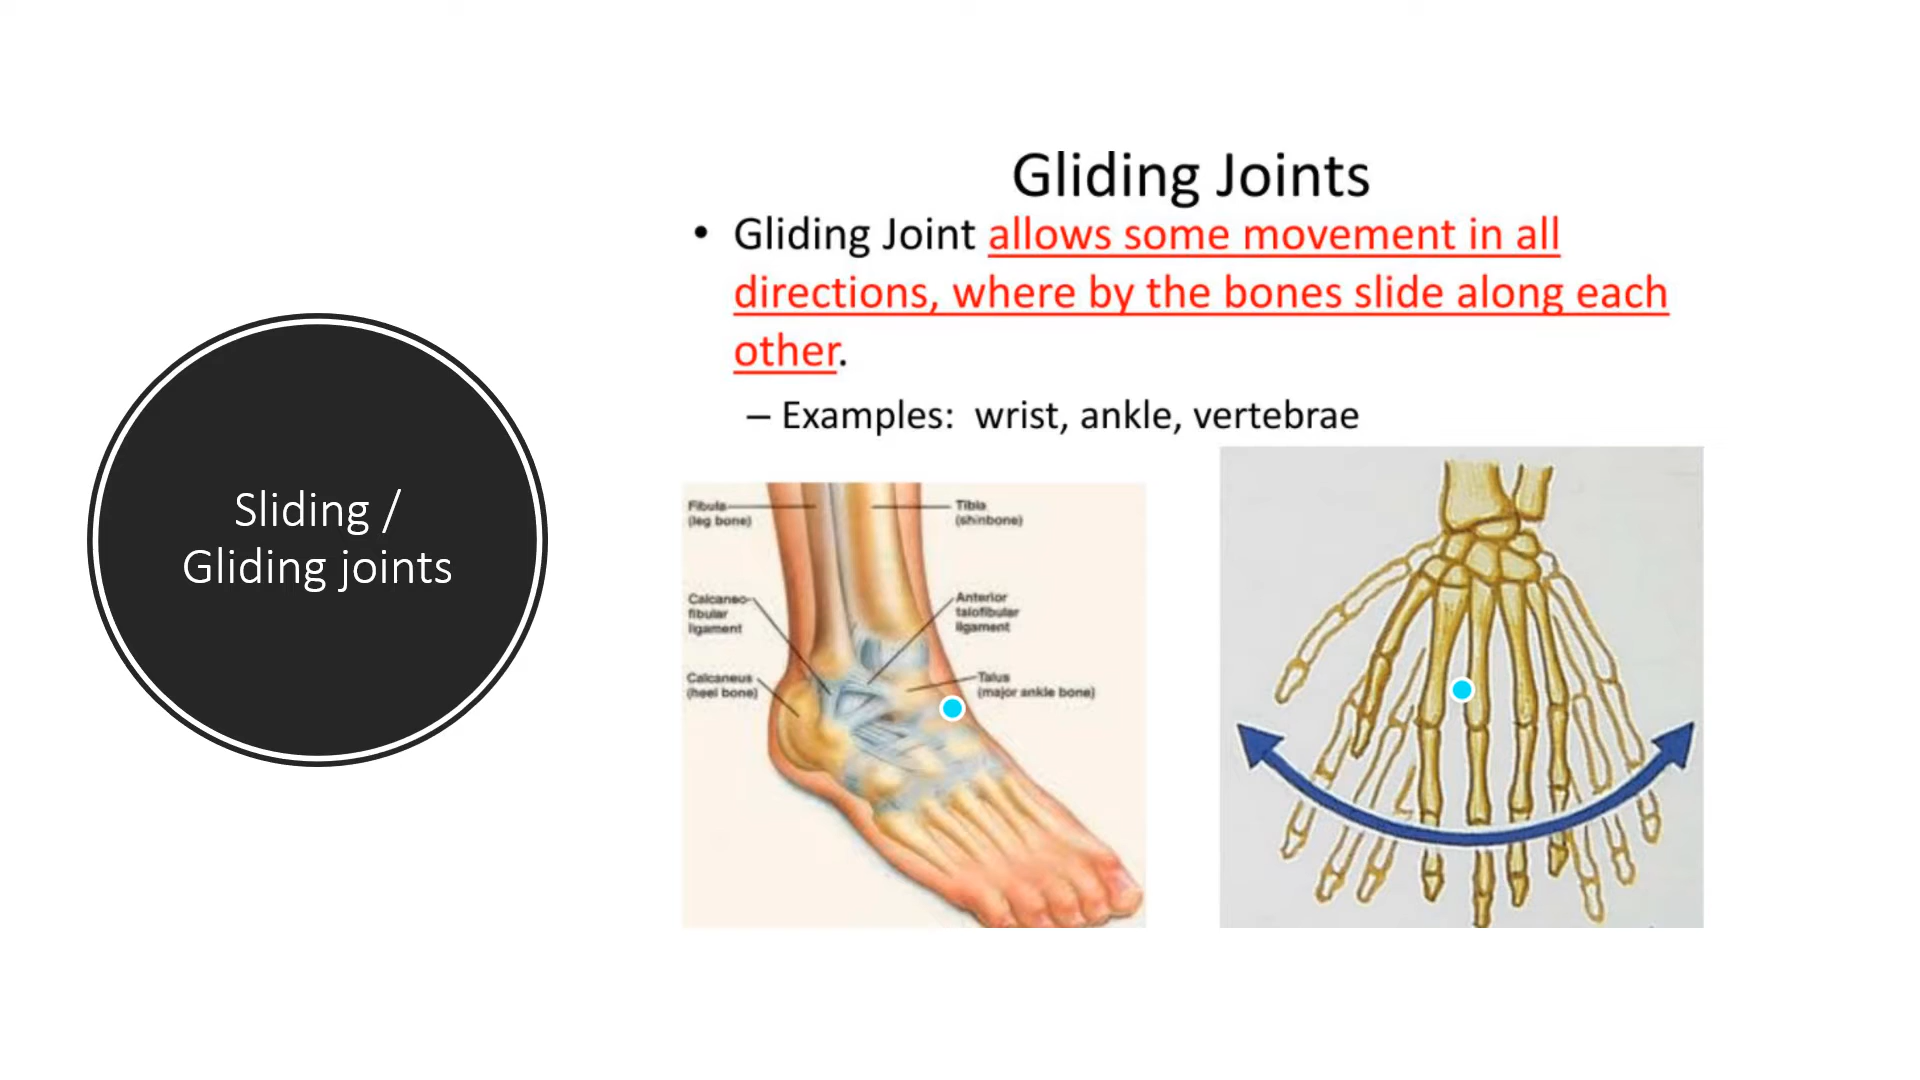 Sliding /
Gliding joints
Gliding Joints
• Gliding Joint allows some movement in all
directions, where by the bones slide along each
other.
– Examples: wrist, ankle, vertebrae
Fibula
(leg bone)
Tibia
(shinbone)
Calcaneo-
fibular
ligament
Anterior
talofibular
ligament
Calcaneus
(heel bone)
Talus
(major ankle bone)